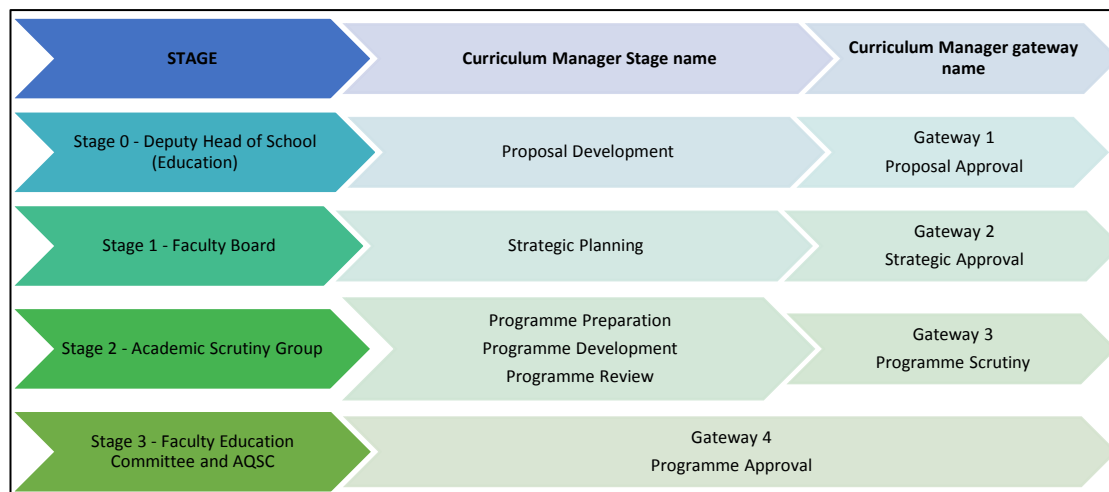 STAGE
Curriculum Manager Stage name
Curriculum Manager gateway
name
Stage 0 - Deputy Head of School
(Education)
Proposal Development
Gateway 1
Proposal Approval
Stage 1 - Faculty Board
Strategic Planning
Gateway 2
Strategic Approval
Stage 2 - Academic Scrutiny Group
Programme Preparation
Programme Development
Programme Review
Gateway 3
Programme Scrutiny
Stage 3 - Faculty Education
Committee and AQSC
Gateway 4
Programme Approval